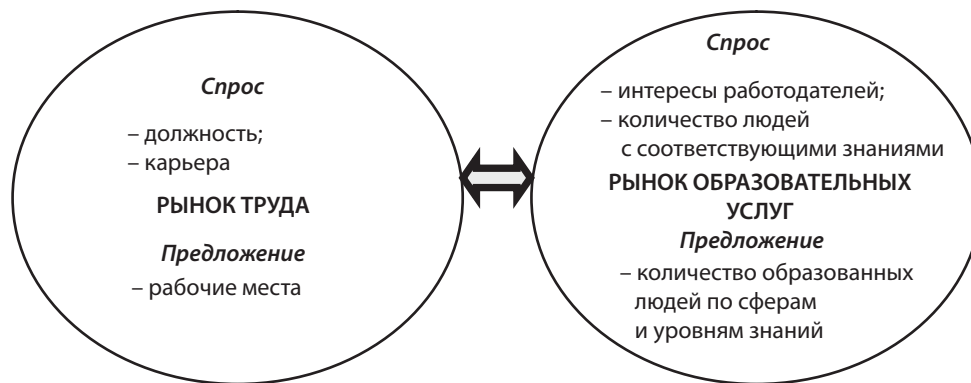 Спрос
– должность;
– карьера
РЫНОК ТРУДА
Предложение
– рабочие места
Спрос
– интересы работодателей;
– количество людей
с соответствующими знаниями
РЫНОК ОБРАЗОВАТЕЛЬНЫХ
УСЛУГ
Предложение
– количество образованных
людей по сферам
и уровням знаний